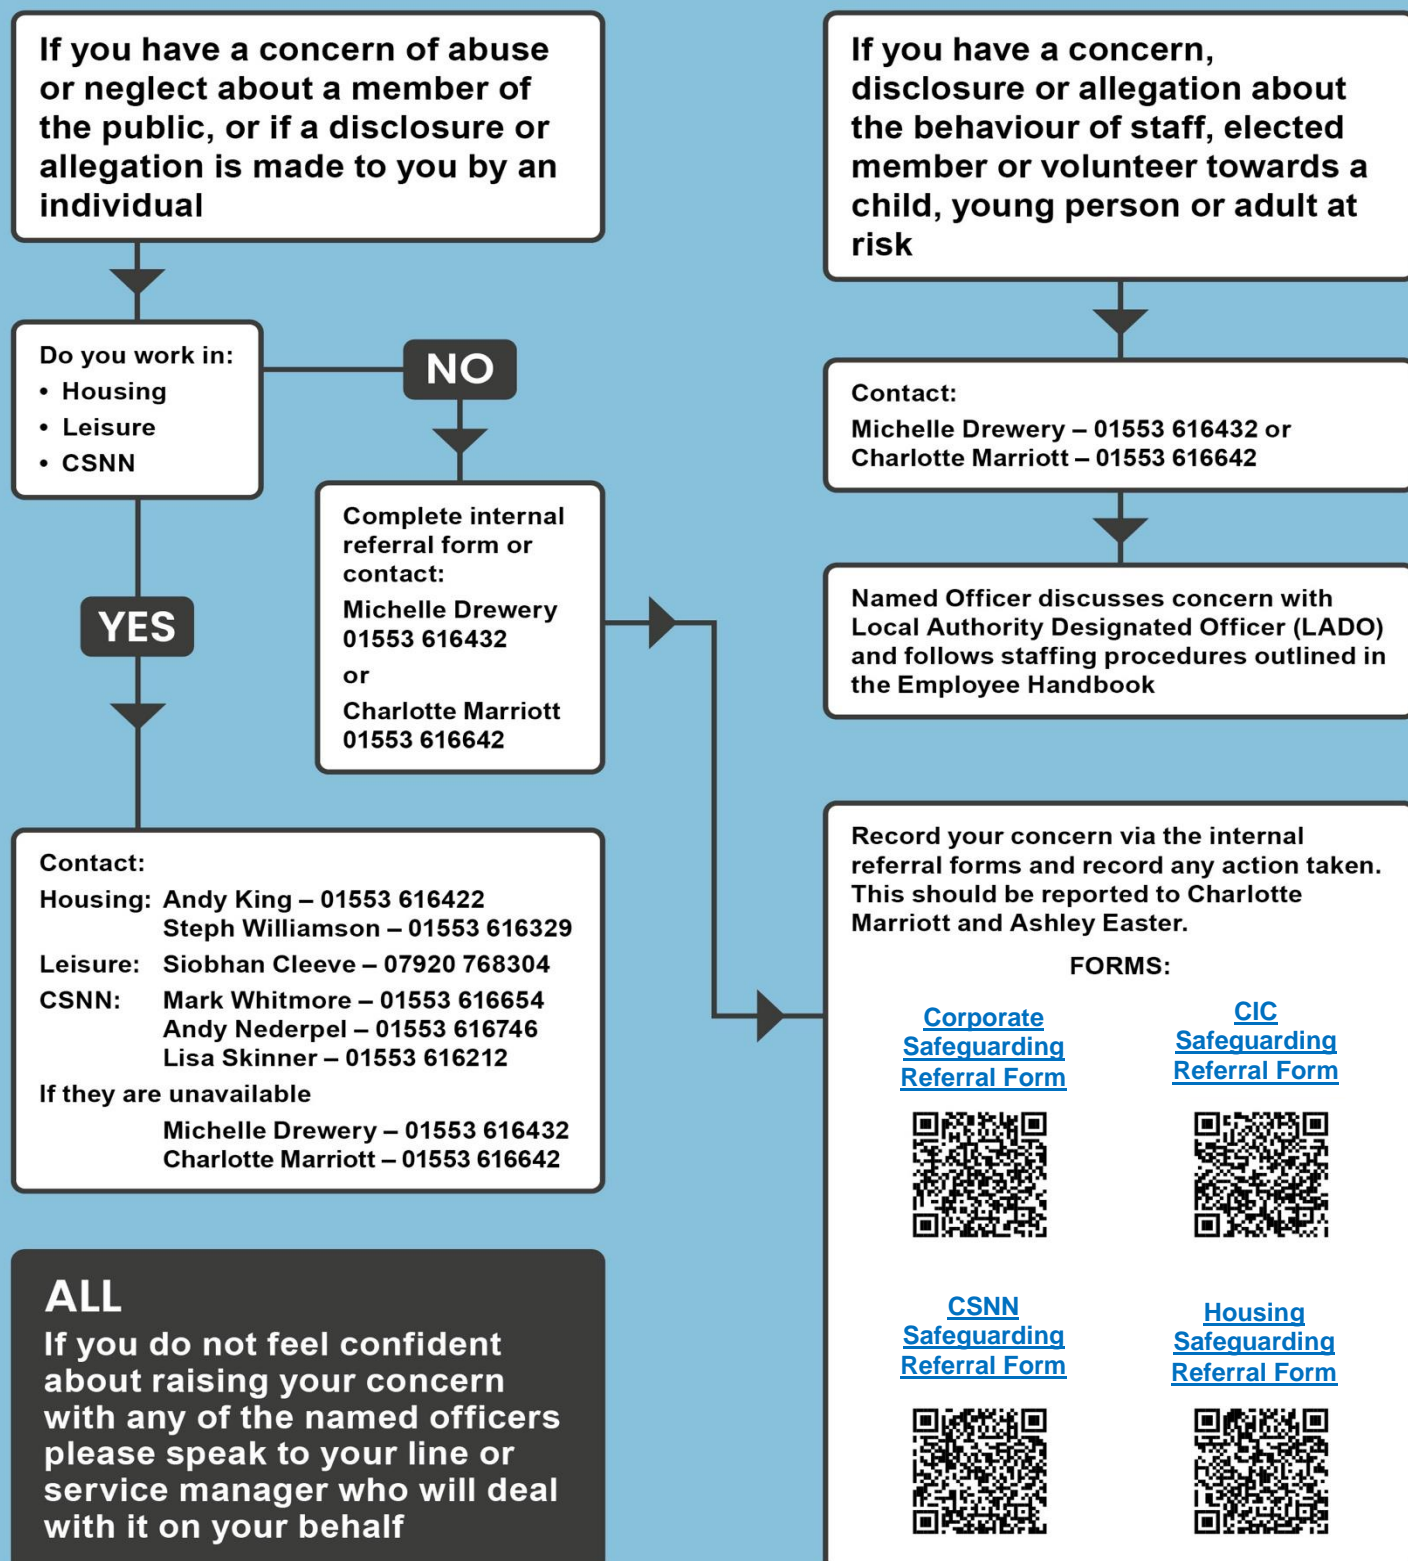 If you have a concern of abuse
or neglect about a member of
the public, or if a disclosure or
allegation is made to you by an
individual
Do you work in:
• Housing
• Leisure
• CSNN
NO
YES
Complete internal
referral form or
contact:
Michelle Drewery
01553 616432
or
Charlotte Marriott
01553 616642
Contact:
Housing: Andy King – 01553 616422
Steph Williamson – 01553 616329
Leisure: Siobhan Cleeve – 07920 768304
CSNN: Mark Whitmore – 01553 616654
Andy Nederpel – 01553 616746
Lisa Skinner – 01553 616212
If they are unavailable
Michelle Drewery – 01553 616432
Charlotte Marriott – 01553 616642
ALL
If you do not feel confident
about raising your concern
with any of the named officers
please speak to your line or
service manager who will deal
with it on your behalf
If you have a concern,
disclosure or allegation about
the behaviour of staff, elected
member or volunteer towards a
child, young person or adult at
risk
Contact:
Michelle Drewery – 01553 616432 or
Charlotte Marriott – 01553 616642
Named Officer discusses concern with
Local Authority Designated Officer (LADO)
and follows staffing procedures outlined in
the Employee Handbook
Record your concern via the internal
referral forms and record any action taken.
This should be reported to Charlotte
Marriott and Ashley Easter.
FORMS:
Corporate
Safeguarding
Referral Form
CIC
Safeguarding
Referral Form
CSNN
Safeguarding
Referral Form
Housing
Safeguarding
Referral Form